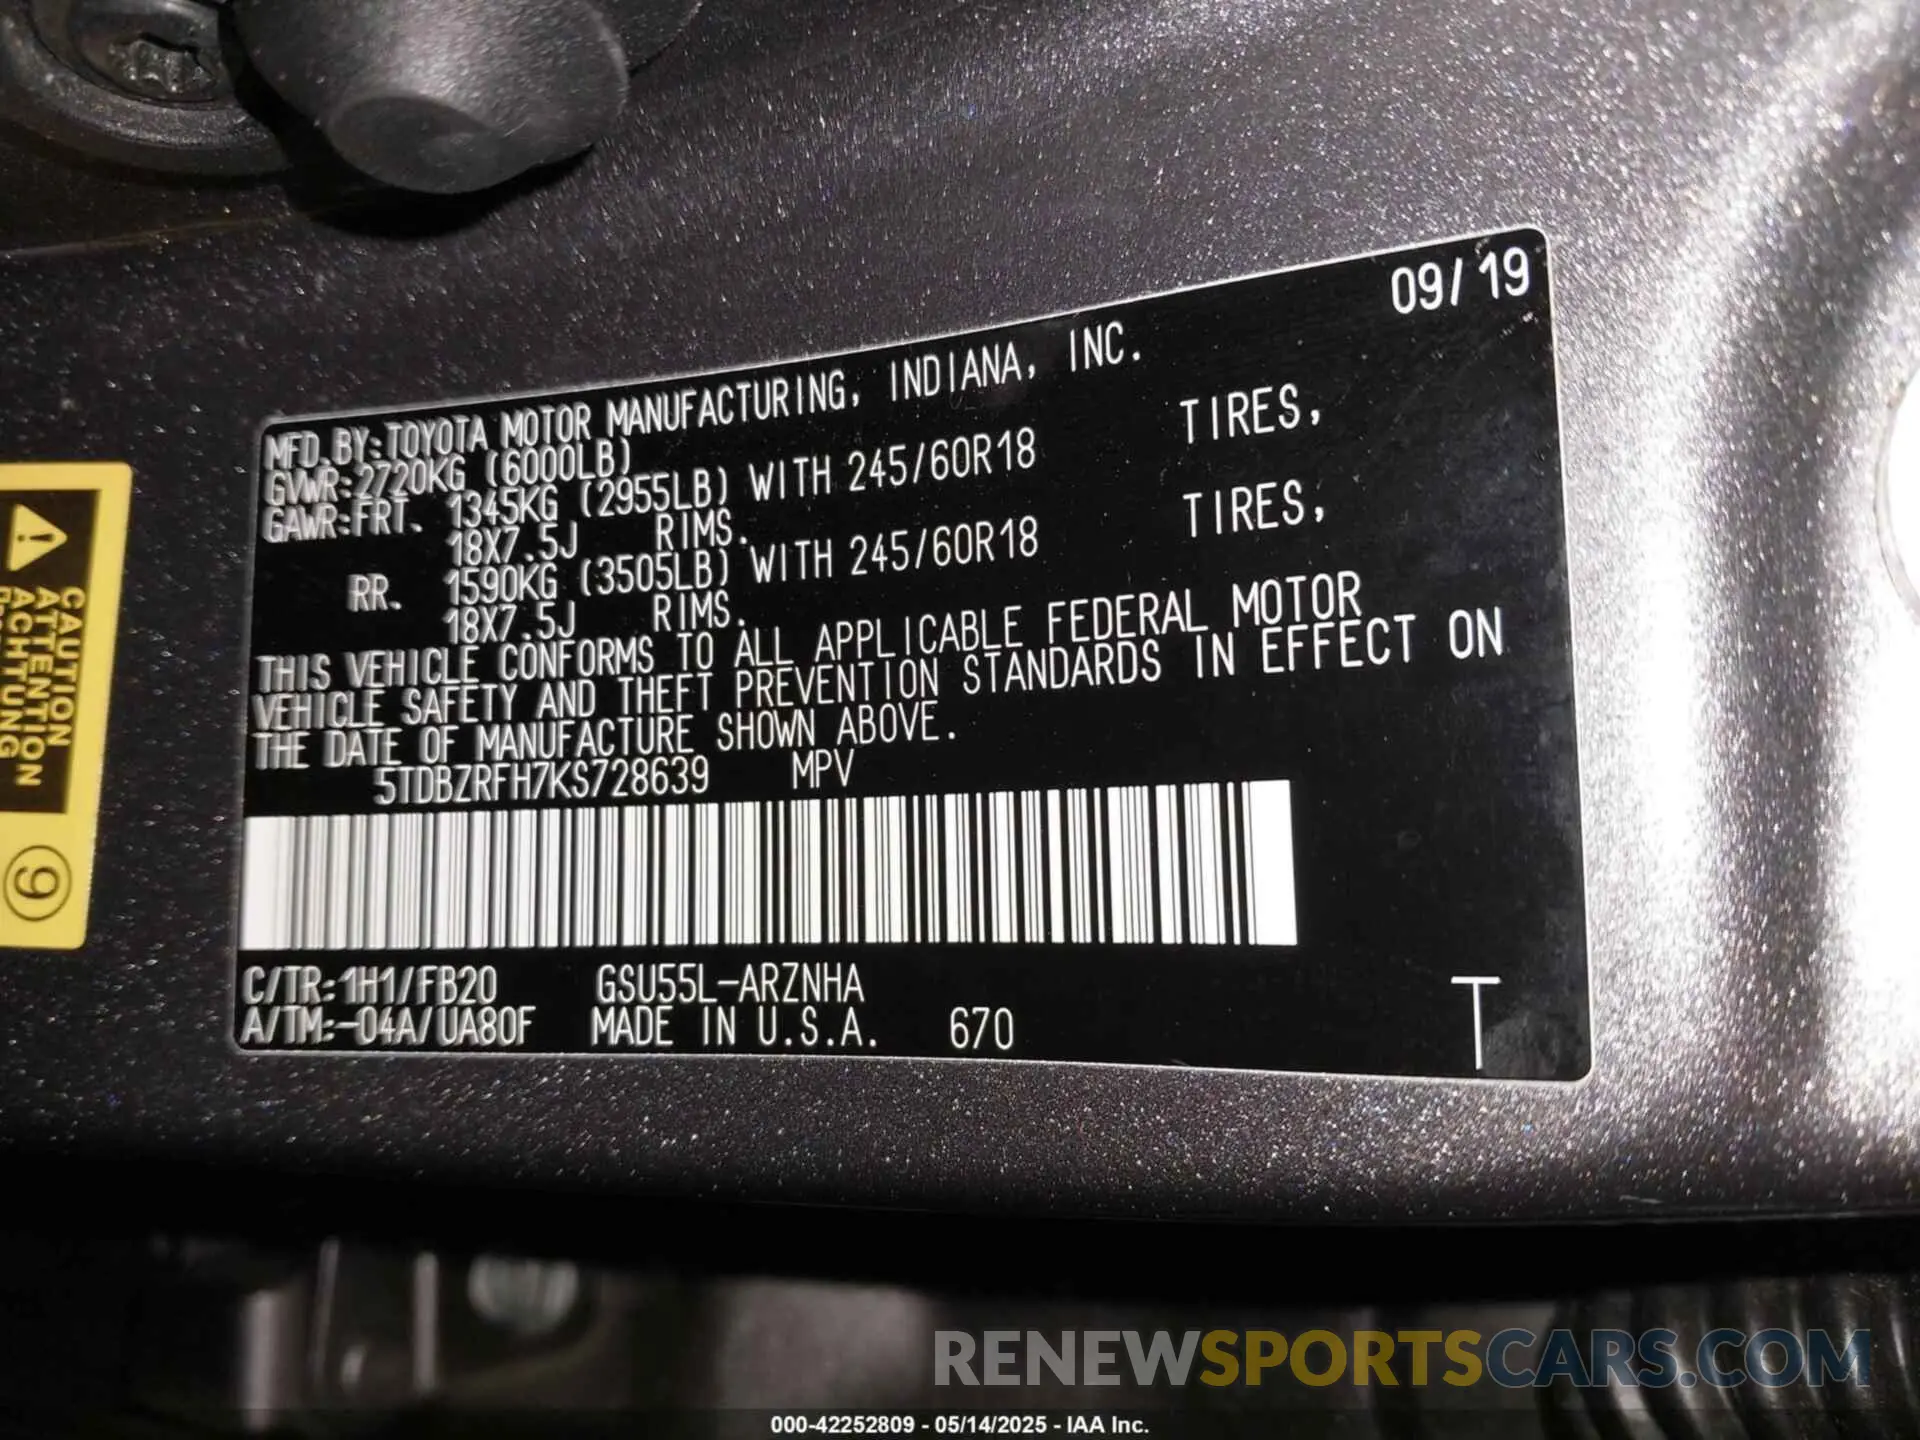 09/19
MFD. BY:TOYOTA MOTOR MANUFACTURING, INDIANA, INC.
GVWR:2720KG (6000LB)
GAWR:FRT. 1345KG (2955LB) WITH 245/60R18 TIRES,
18X7.5J RIMS.
RR. 1590KG (3505LB) WITH 245/60R18 TIRES,
18X7.5J RIMS.
THIS VEHICLE CONFORMS TO ALL APPLICABLE FEDERAL MOTOR
VEHICLE SAFETY AND THEFT PREVENTION STANDARDS IN EFFECT ON
THE DATE OF MANUFACTURE SHOWN ABOVE.
5TDBZRFH7KS728639 MPV
C/TR:1H1/FB20 GSU55L-ARZNHA
A/TM:-04A/UA80F MADE IN U.S.A. 670 T
CAUTION
ATTENTION
ACHTUNG
9
RENEWSPORTSCARS.COM
000-42252809 - 05/14/2025 - IAA Inc.